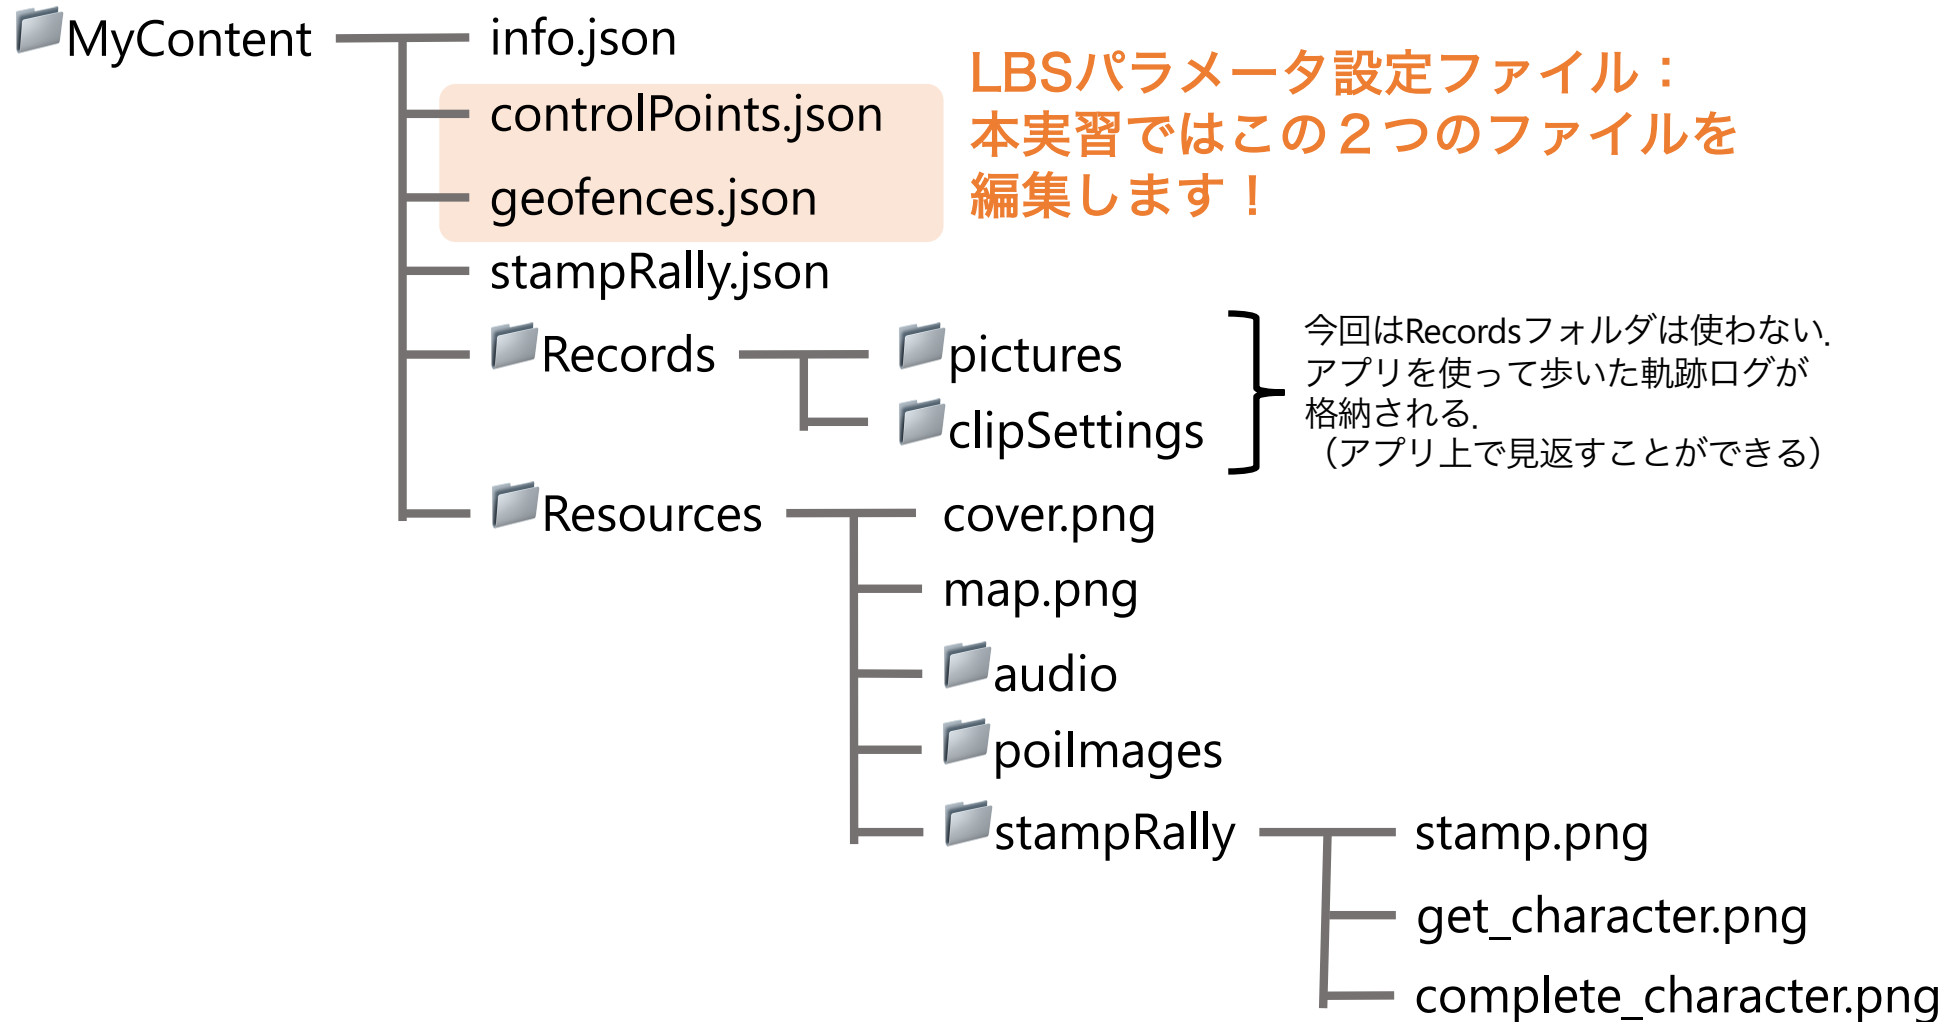 MyContent
info.json
controlPoints.json
geofences.json
LBSパラメータ設定ファイル：
本実習ではこの２つのファイルを
編集します！
stampRally.json
Records
pictures
clipSettings
今回はRecordsフォルダは使わない.
アプリを使って歩いた軌跡ログが
格納される.
（アプリ上で見返すことができる）
Resources
cover.png
map.png
audio
poiImages
stampRally
stamp.png
get_character.png
complete_character.png